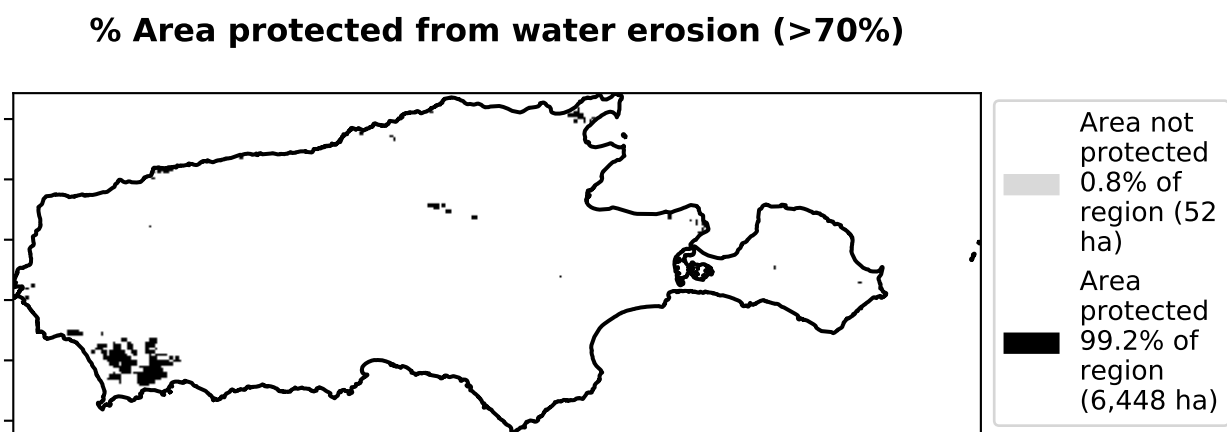 % Area protected from water erosion (>70%)
Area not
protected
0.8% of
region (52
ha)
Area
protected
99.2% of
region
(6,448 ha)